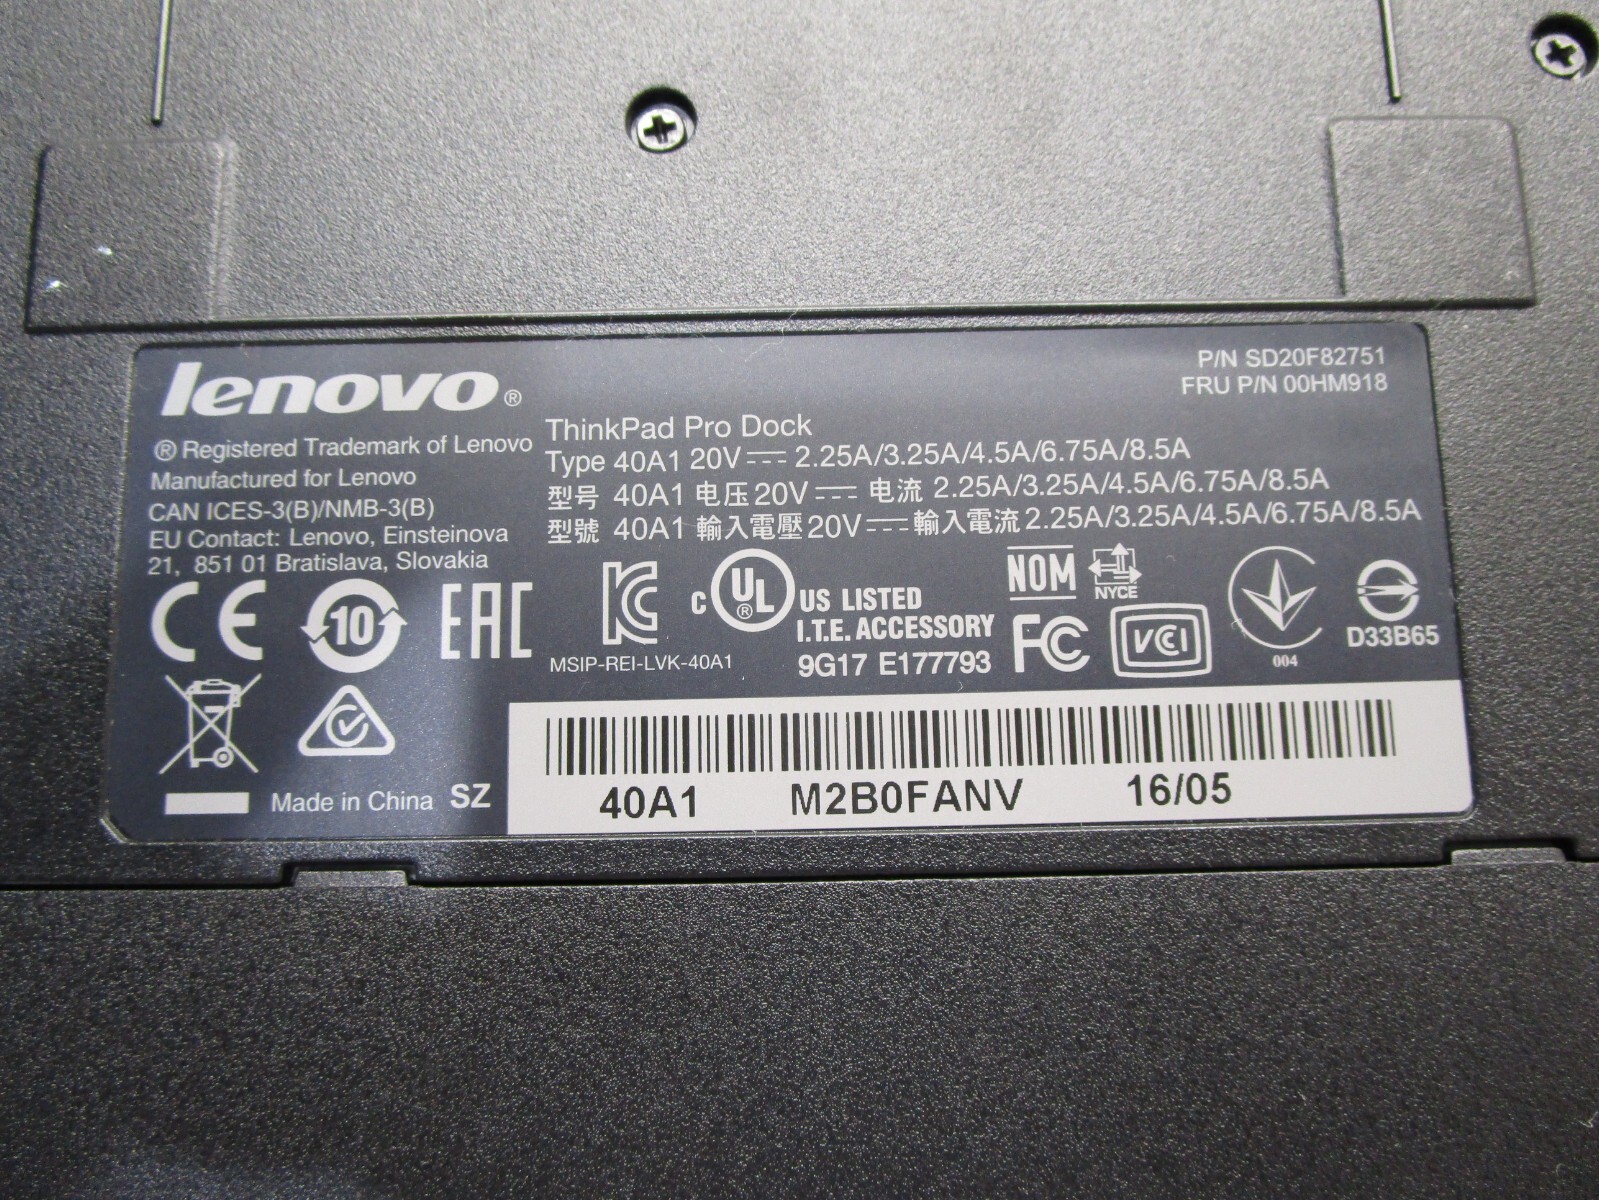 lenovo®
® Registered Trademark of Lenovo
Manufactured for Lenovo
CAN ICES-3(B)/NMB-3(B)
EU Contact: Lenovo, Einsteinova
21, 851 01 Bratislava, Slovakia
P/N SD20F82751
FRU P/N 00HM918
ThinkPad Pro Dock
Type 40A1 20V⎓2.25A/3.25A/4.5A/6.75A/8.5A
型号 40A1 电压20V⎓电流 2.25A/3.25A/4.5A/6.75A/8.5A
型號 40A1 輸入電壓20V⎓輸入電流2.25A/3.25A/4.5A/6.75A/8.5A
CE
10
EAC
KC
MSIP-REI-LVK-40A1
c UL® US LISTED
I.T.E. ACCESSORY
9G17 E177793
NOM
NYCE
FC
VCI
004
D33B65
Made in China SZ
40A1 M2B0FANV 16/05